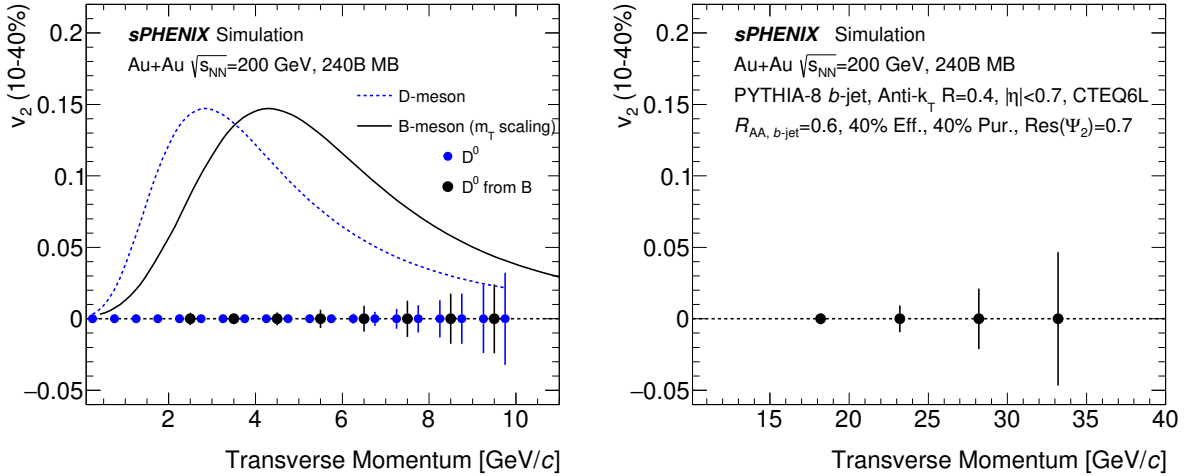 v2 (10-40%)
0.2
0.15
0.1
0.05
0
−0.05
sPHENIX Simulation
Au+Au √sNN=200 GeV, 240B MB
D-meson
B-meson (mT scaling)
D0
D0 from B
2 4 6 8 10
Transverse Momentum [GeV/c]
v2 (10-40%)
0.2
0.15
0.1
0.05
0
−0.05
sPHENIX Simulation
Au+Au √sNN=200 GeV, 240B MB
PYTHIA-8 b-jet, Anti-kT R=0.4, |η|<0.7, CTEQ6L
RAA, b-jet=0.6, 40% Eff., 40% Pur., Res(Ψ2)=0.7
15 20 25 30 35 40
Transverse Momentum [GeV/c]